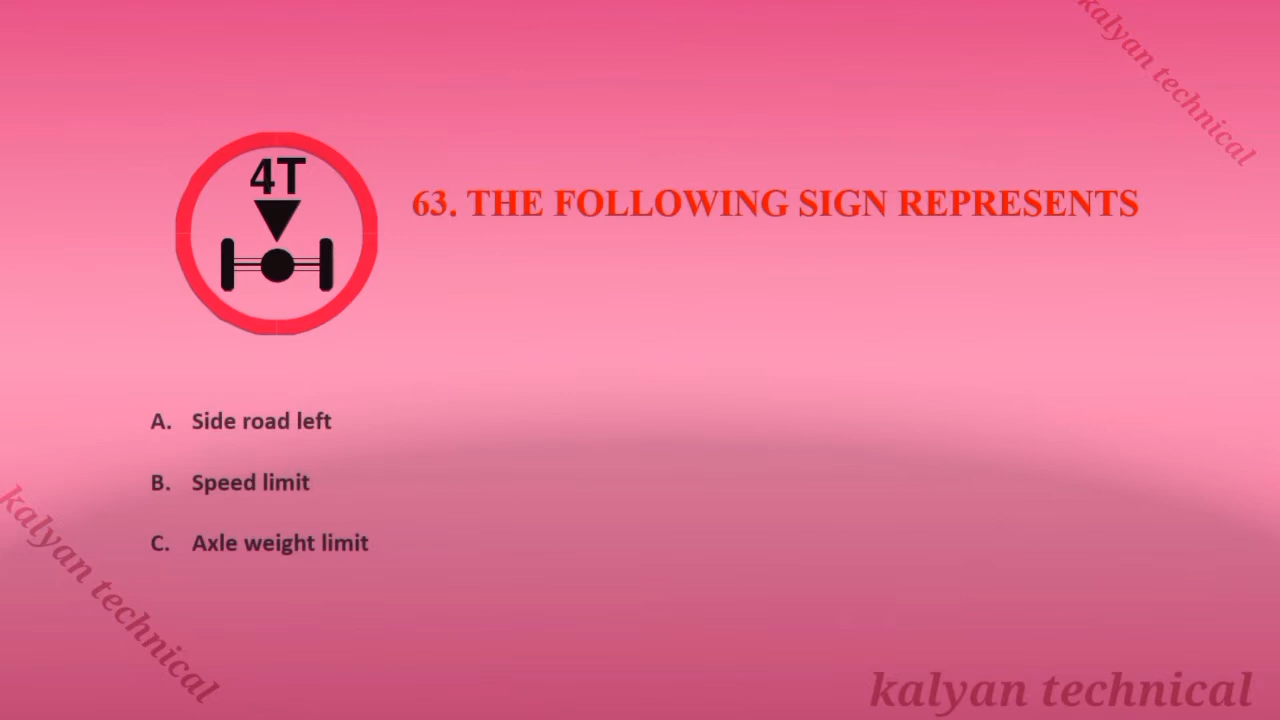 kalyan technical
4T
63. THE FOLLOWING SIGN REPRESENTS
A. Side road left
B. Speed limit
C. Axle weight limit
kalyan technical
kalyan technical